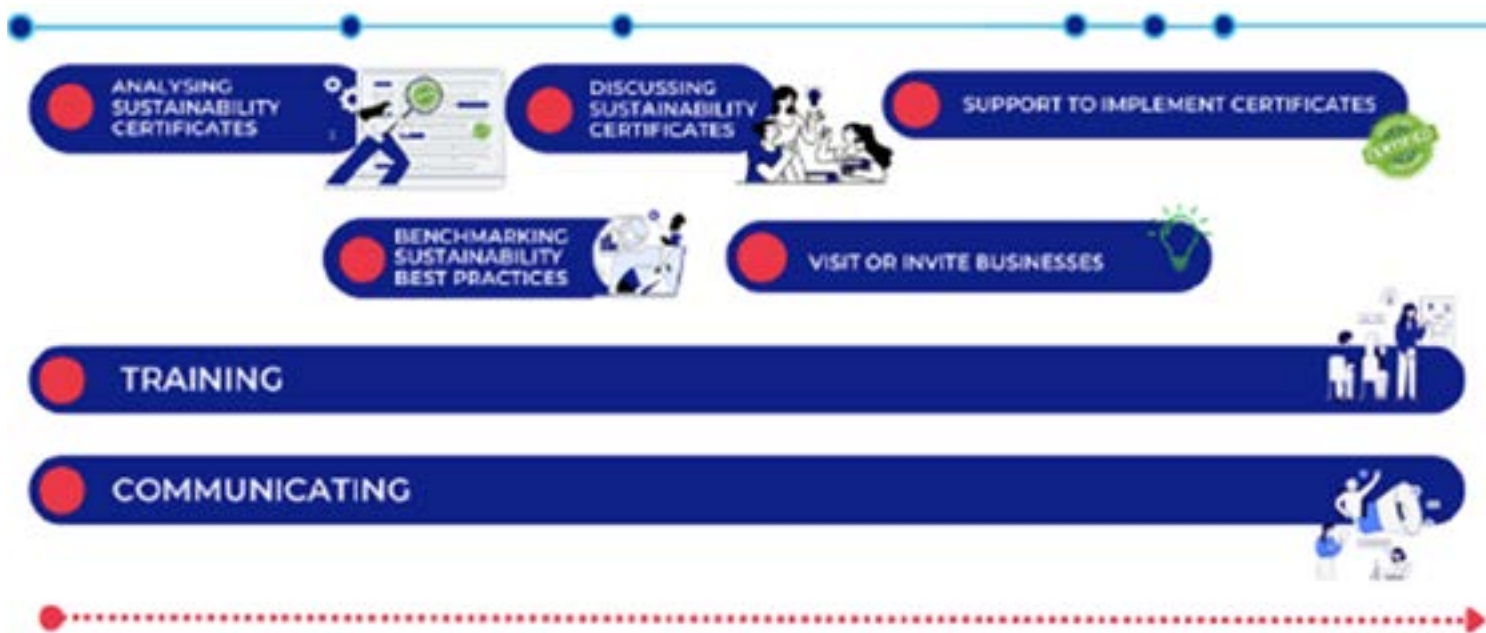 ANALYSING
SUSTAINABILITY
CERTIFICATES
DISCUSSING
SUSTAINABILITY
CERTIFICATES
SUPPORT TO IMPLEMENT CERTIFICATES
CERTIFIED
BENCHMARKING
SUSTAINABILITY
BEST PRACTICES
VISIT OR INVITE BUSINESSES
TRAINING
COMMUNICATING